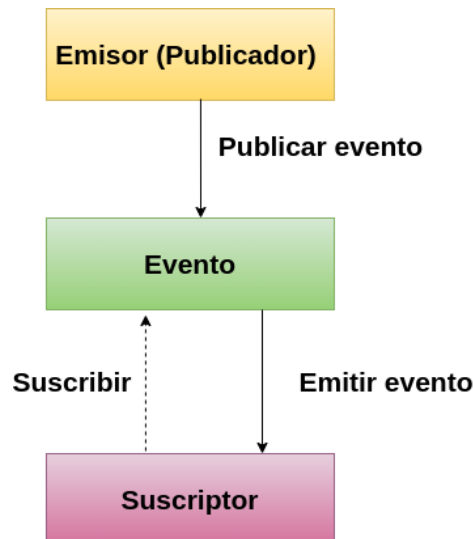 Emisor (Publicador)
Publicar evento
Evento
Suscribir
Emitir evento
Suscriptor